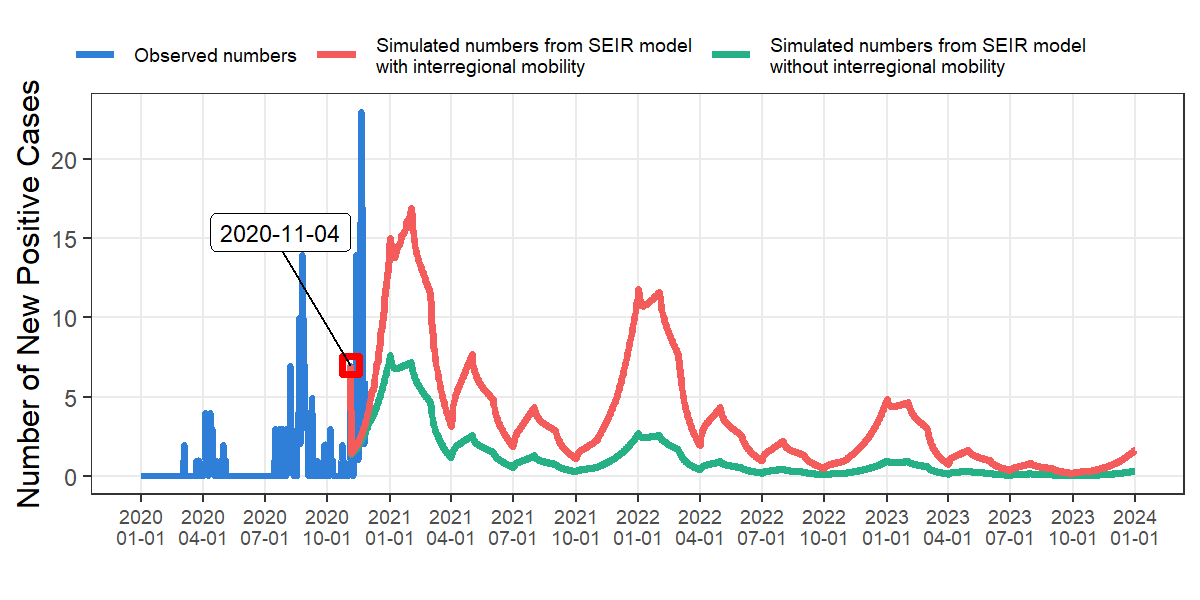 Observed numbers
Simulated numbers from SEIR model
with interregional mobility
Simulated numbers from SEIR model
without interregional mobility
Number of New Positive Cases
20
15
10
5
0
2020-11-04
2020 2020 2020 2020 2021 2021 2021 2021 2022 2022 2022 2022 2023 2023 2023 2023 2024
01-01 04-01 07-01 10-01 01-01 04-01 07-01 10-01 01-01 04-01 07-01 10-01 01-01 04-01 07-01 10-01 01-01